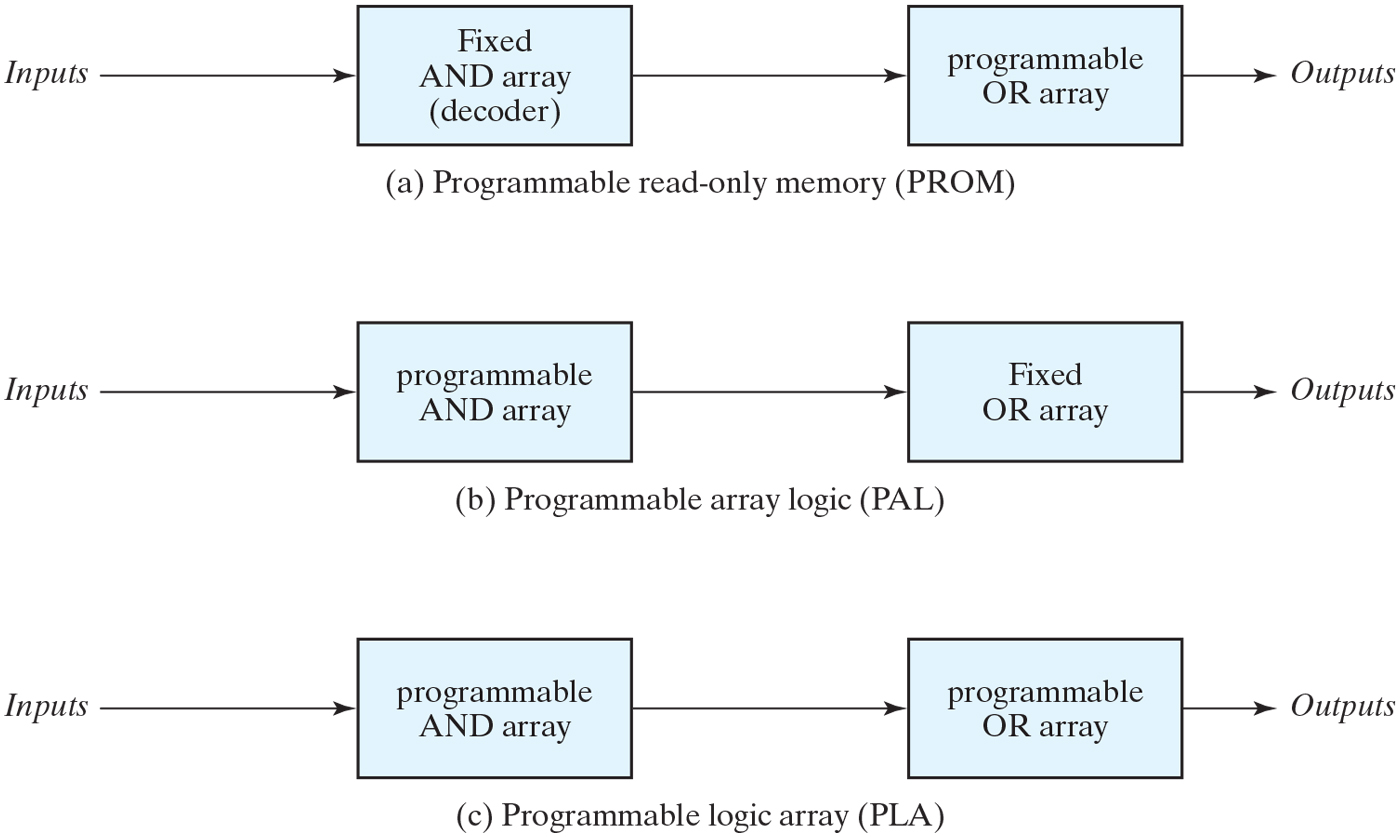 Fixed
AND array
(decoder)
programmable
OR array
Inputs
Outputs
(a) Programmable read-only memory (PROM)
programmable
AND array
Fixed
OR array
Inputs
Outputs
(b) Programmable array logic (PAL)
programmable
AND array
programmable
OR array
Inputs
Outputs
(c) Programmable logic array (PLA)